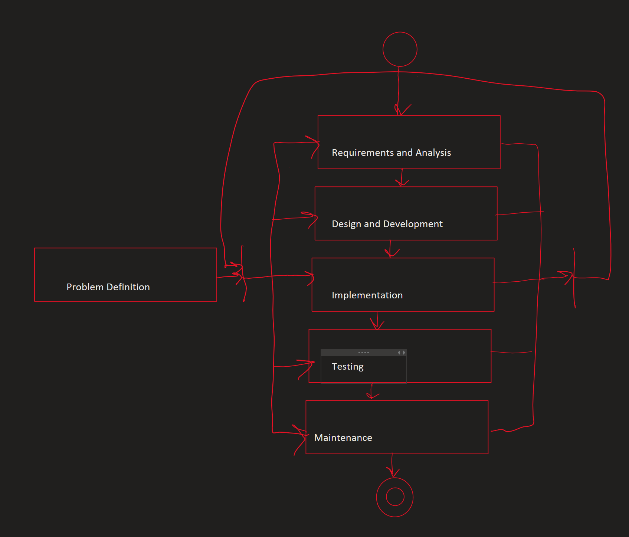 Requirements and Analysis
Design and Development
Problem Definition
Implementation
Testing
Maintenance